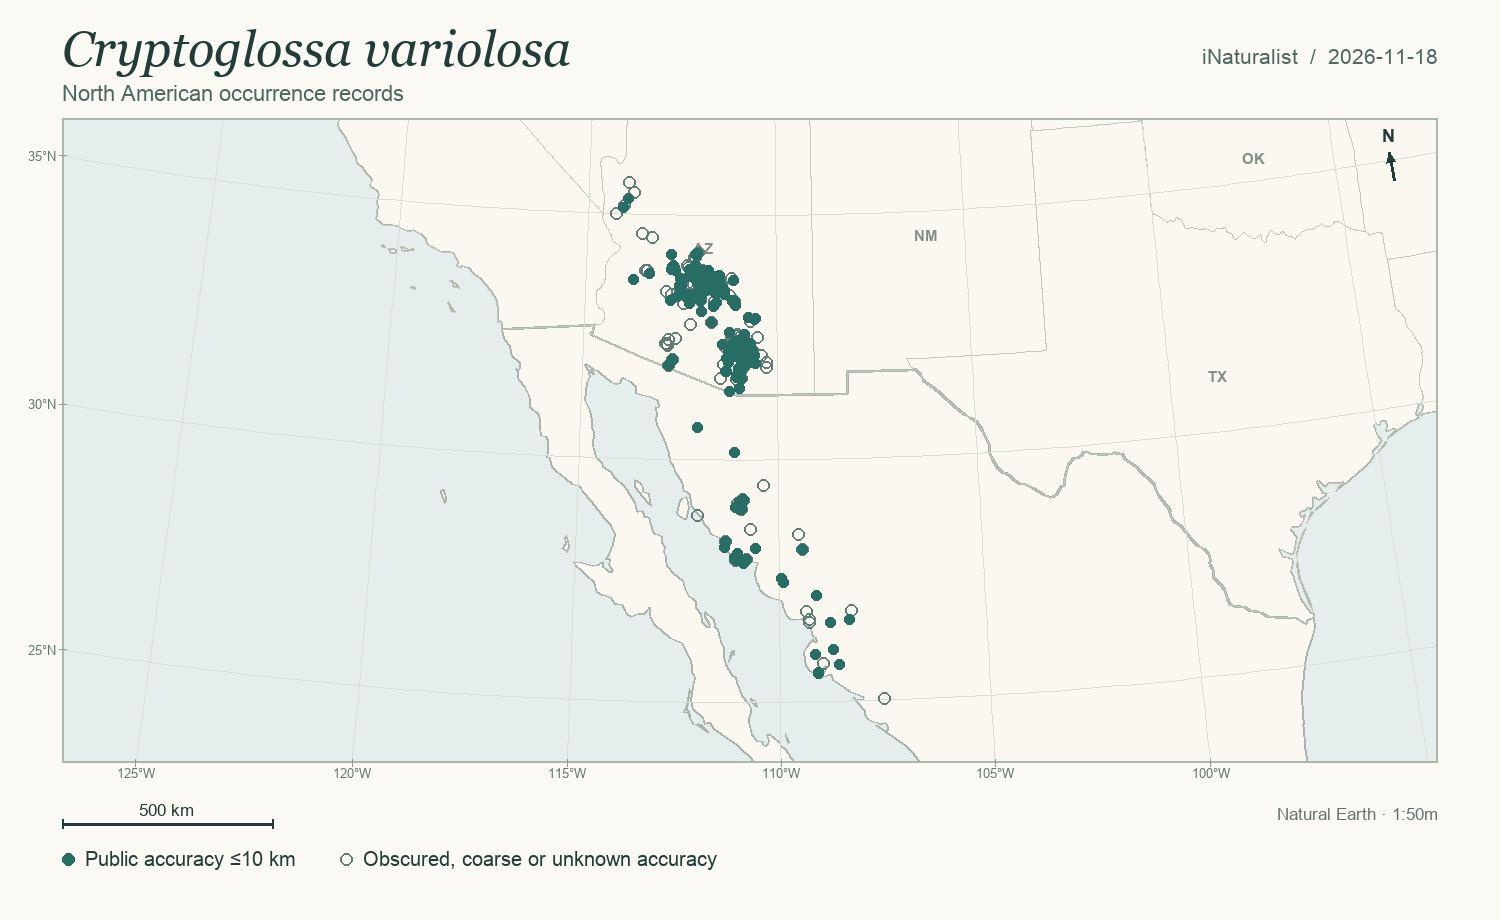 Cryptoglossa variolosa
iNaturalist / 2026-11-18
North American occurrence records
N
35°N
OK
NM
AZ
TX
30°N
25°N
125°W 120°W 115°W 110°W 105°W 100°W
500 km
Natural Earth · 1:50m
Public accuracy ≤10 km
Obscured, coarse or unknown accuracy